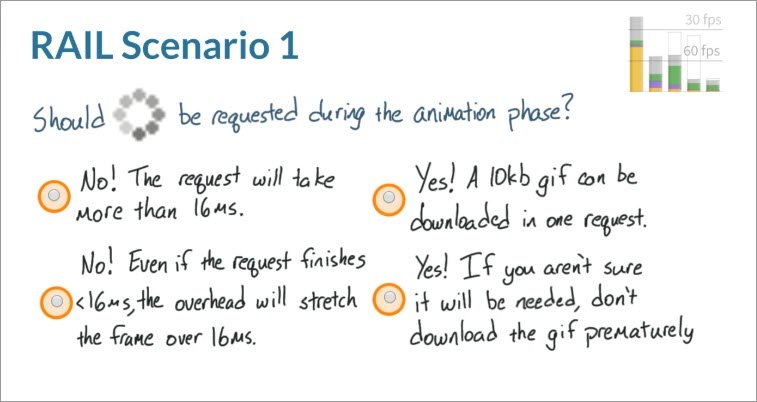 RAIL Scenario 1
30 fps
60 fps
Should be requested during the animation phase?
No! The request will take
more than 16ms.
Yes! A 10kb gif can be
downloaded in one request.
No! Even if the request finishes
<16ms, the overhead will stretch
the frame over 16ms.
Yes! If you aren't sure
it will be needed, don't
download the gif prematurely